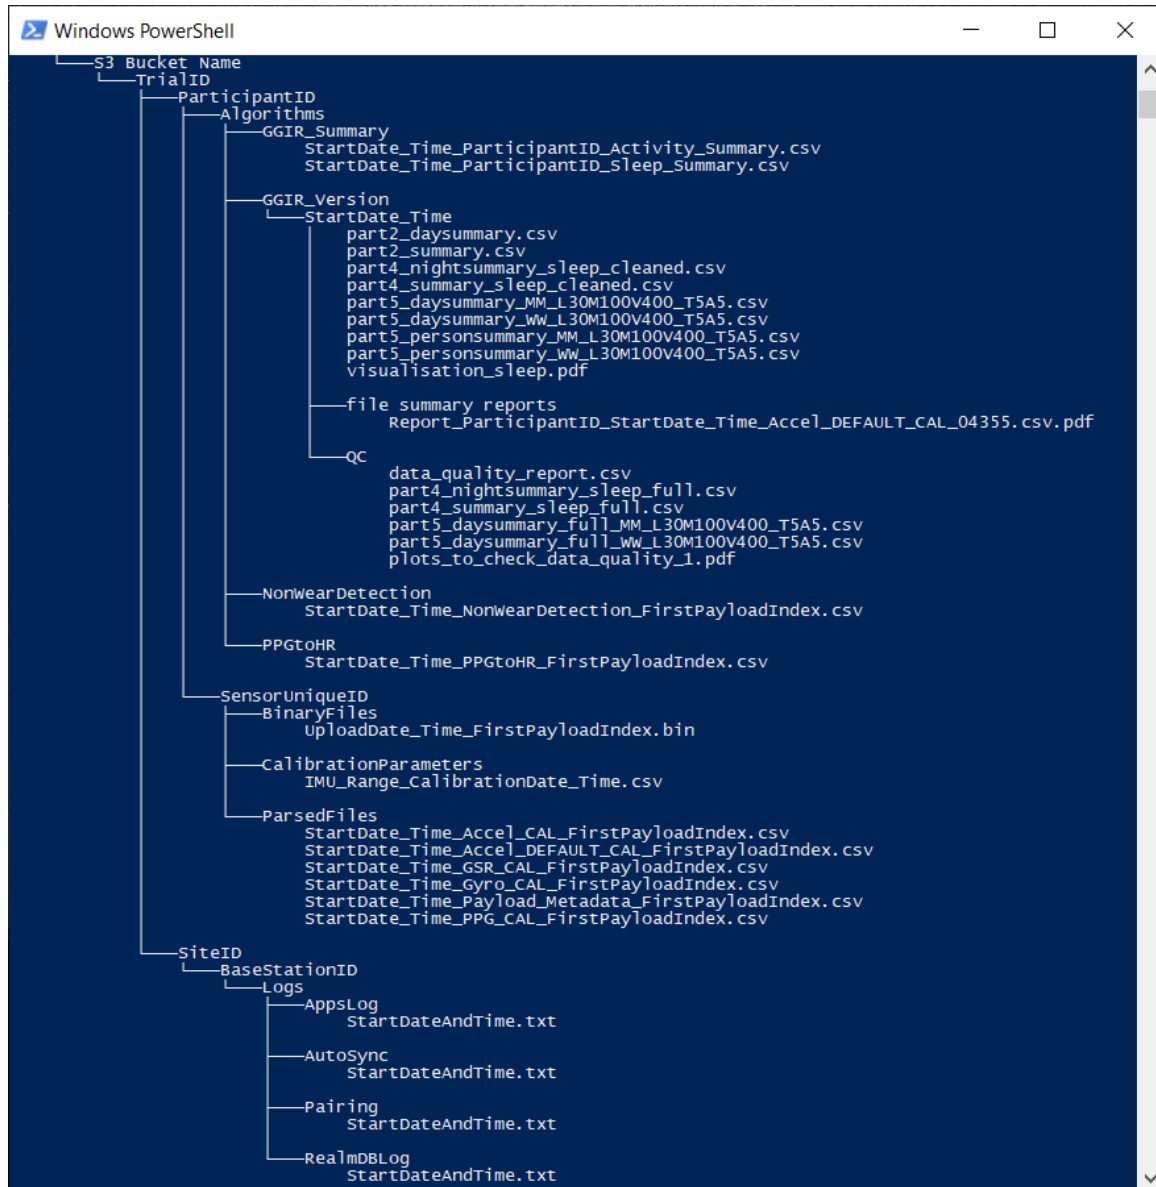 Windows PowerShell
S3 Bucket Name
TrialID
ParticipantID
Algorithms
GGIR_Summary
StartDate_Time_ParticipantID_Activity_Summary.csv
StartDate_Time_ParticipantID_Sleep_Summary.csv
GGIR_Version
StartDate_Time
part2_daysummary.csv
part2_summary.csv
part4_nightsummary_sleep_cleaned.csv
part4_summary_sleep_cleaned.csv
part5_daysummary_MM_L30M100V400_T5A5.csv
part5_daysummary_WW_L30M100V400_T5A5.csv
part5_personsummary_MM_L30M100V400_T5A5.csv
part5_personsummary_WW_L30M100V400_T5A5.csv
visualisation_sleep.pdf
file summary reports
Report_ParticipantID_StartDate_Time_Accel_DEFAULT_CAL_04355.csv.pdf
QC
data_quality_report.csv
part4_nightsummary_sleep_full.csv
part4_summary_sleep_full.csv
part5_daysummary_full_MM_L30M100V400_T5A5.csv
part5_daysummary_full_WW_L30M100V400_T5A5.csv
plots_to_check_data_quality_1.pdf
NonWearDetection
StartDate_Time_NonWearDetection_FirstPayloadIndex.csv
PPGtoHR
StartDate_Time_PPGtoHR_FirstPayloadIndex.csv
SensorUniqueID
BinaryFiles
UploadDate_Time_FirstPayloadIndex.bin
CalibrationParameters
IMU_Range_CalibrationDate_Time.csv
ParsedFiles
StartDate_Time_Accel_CAL_FirstPayloadIndex.csv
StartDate_Time_Accel_DEFAULT_CAL_FirstPayloadIndex.csv
StartDate_Time_GSR_CAL_FirstPayloadIndex.csv
StartDate_Time_Gyro_CAL_FirstPayloadIndex.csv
StartDate_Time_Payload_Metadata_FirstPayloadIndex.csv
StartDate_Time_PPG_CAL_FirstPayloadIndex.csv
SiteID
BaseStationID
Logs
AppsLog
StartDateAndTime.txt
AutoSync
StartDateAndTime.txt
Pairing
StartDateAndTime.txt
RealmDBLog
StartDateAndTime.txt